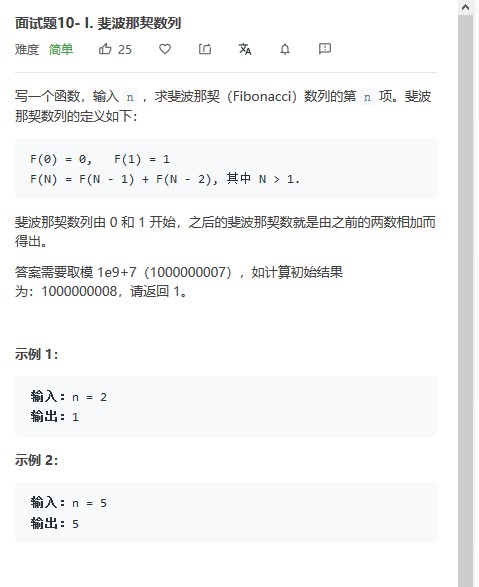 面试题10- I. 斐波那契数列
难度 简单 25
写一个函数，输入 n ，求斐波那契（Fibonacci）数列的第 n 项。斐波
那契数列的定义如下：
F(0) = 0,   F(1) = 1
F(N) = F(N - 1) + F(N - 2), 其中 N > 1.
斐波那契数列由 0 和 1 开始，之后的斐波那契数就是由之前的两数相加而
得出。
答案需要取模 1e9+7（1000000007），如计算初始结果
为：1000000008，请返回 1。
示例 1：
输入：n = 2
输出：1
示例 2：
输入：n = 5
输出：5